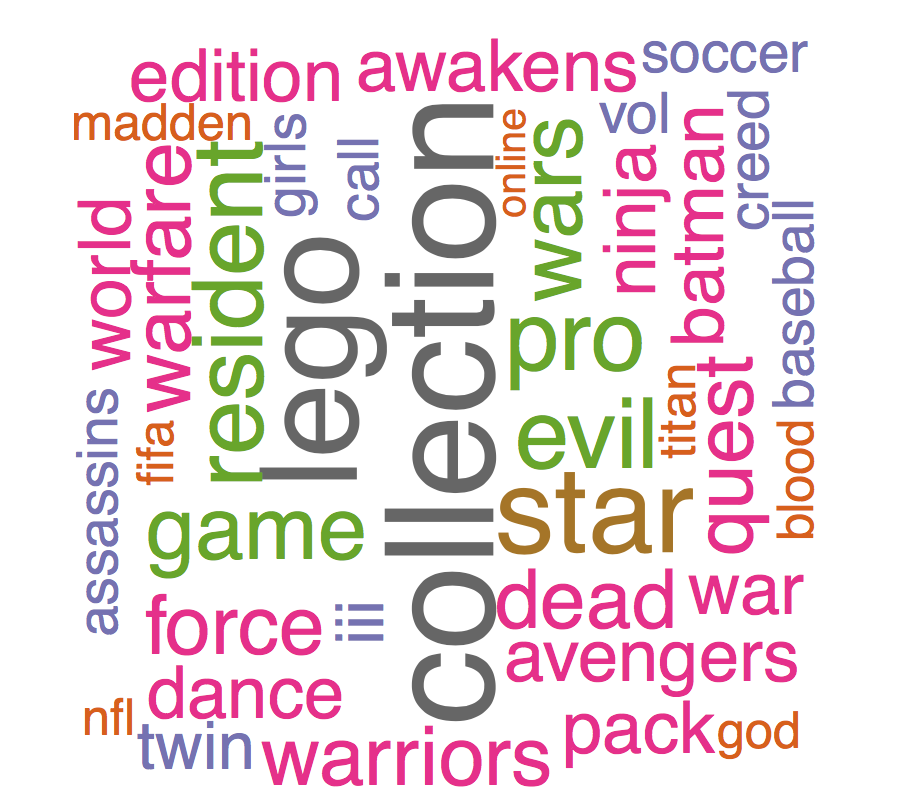 edition
awakens
soccer
madden
girls
call
collection
online
wars
vol
ninja
batman
creed
world
warfare
resident
lego
baseball
pro
assassins
fifa
evil
titan
quest
blood
game
star
force
iii
dead
war
avengers
dance
nfl
twin
warriors
pack
god